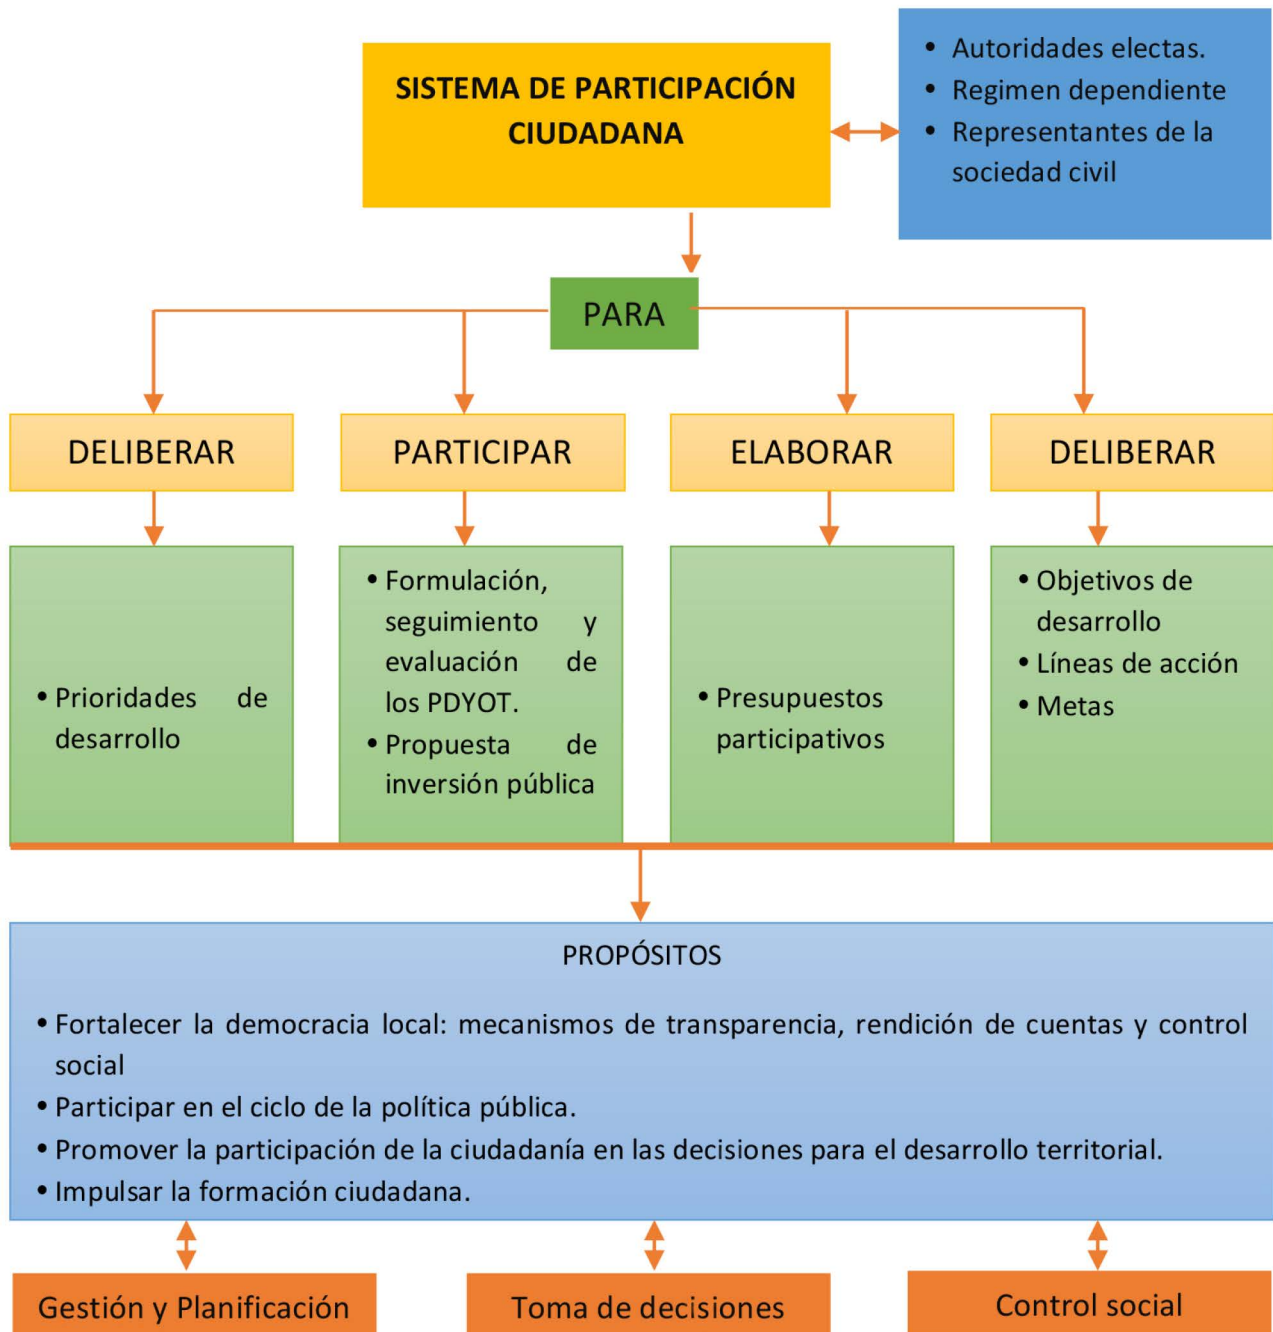 SISTEMA DE PARTICIPACIÓN
CIUDADANA
• Autoridades electas.
• Regimen dependiente
• Representantes de la
sociedad civil
PARA
DELIBERAR
PARTICIPAR
ELABORAR
DELIBERAR
• Prioridades de
desarrollo
• Formulación,
seguimiento y
evaluación de
los PDYOT.
• Propuesta de
inversión pública
• Presupuestos
participativos
• Objetivos de
desarrollo
• Líneas de acción
• Metas
PROPÓSITOS
• Fortalecer la democracia local: mecanismos de transparencia, rendición de cuentas y control
social
• Participar en el ciclo de la política pública.
• Promover la participación de la ciudadanía en las decisiones para el desarrollo territorial.
• Impulsar la formación ciudadana.
Gestión y Planificación
Toma de decisiones
Control social